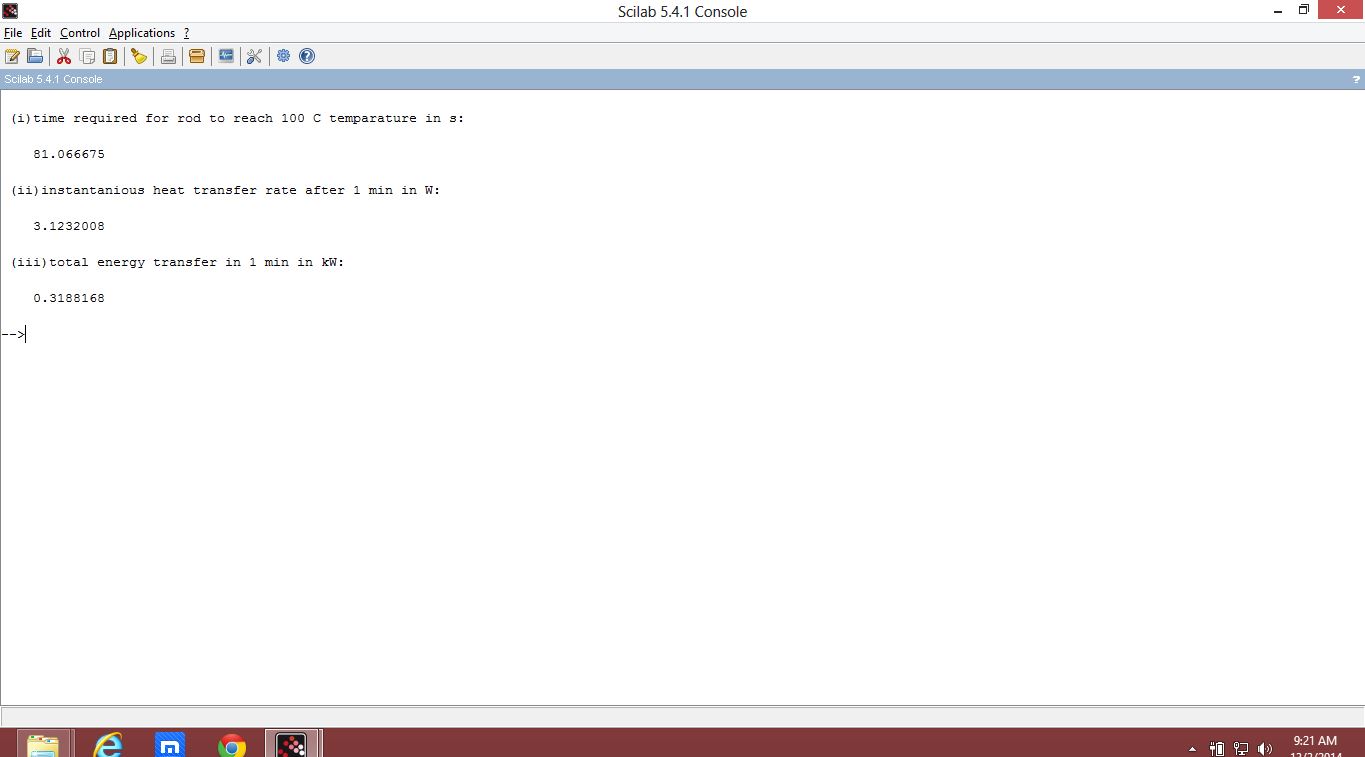 Scilab 5.4.1 Console
File Edit Control Applications ?
Scilab 5.4.1 Console ?
(i)time required for rod to reach 100 C temparature in s:
81.066675
(ii)instantanious heat transfer rate after 1 min in W:
3.1232008
(iii)total energy transfer in 1 min in kW:
0.3188168
-->
9:21 AM